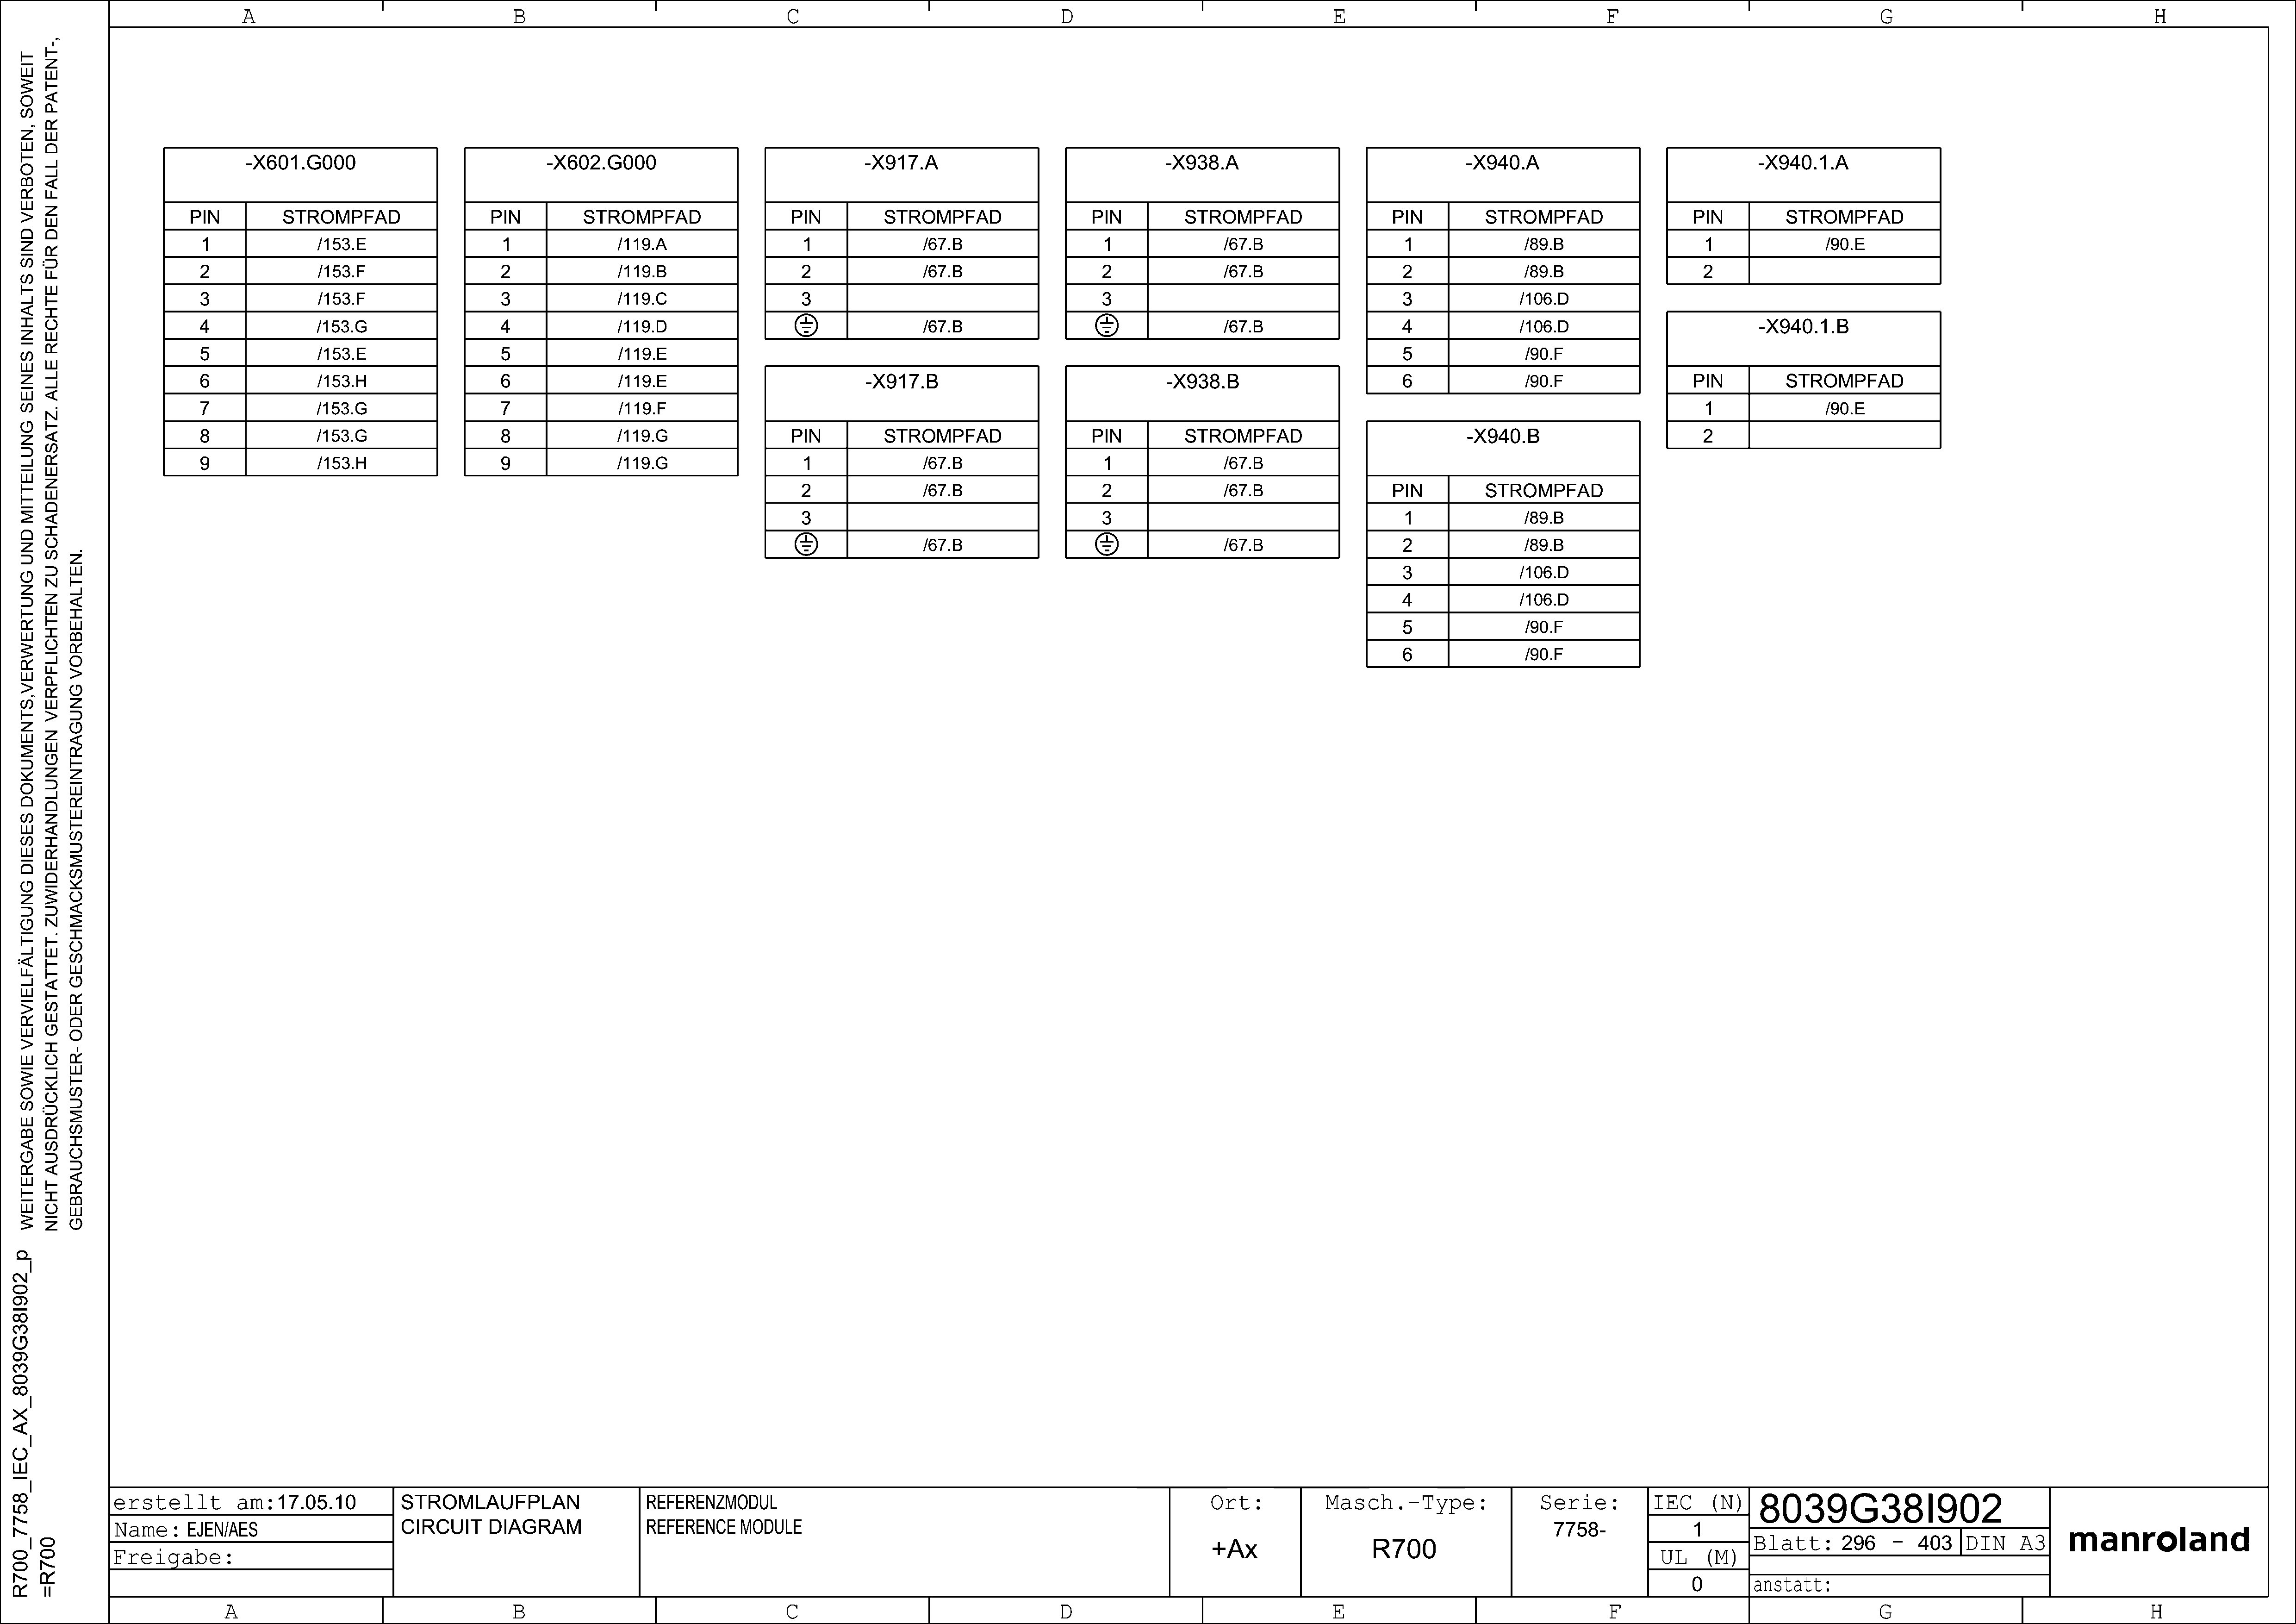 A B C D E F G H
WEITERGABE SOWIE VERVIELFÄLTIGUNG DIESES DOKUMENTS,VERWERTUNG UND MITTEILUNG SEINES INHALTS SIND VERBOTEN, SOWEIT
NICHT AUSDRÜCKLICH GESTATTET. ZUWIDERHANDLUNGEN VERPFLICHTEN ZU SCHADENERSATZ. ALLE RECHTE FÜR DEN FALL DER PATENT-,
GEBRAUCHSMUSTER- ODER GESCHMACKSMUSTEREINTRAGUNG VORBEHALTEN.
R700_7758_IEC_AX_8039G38I902_p
=R700
-X601.G000
PIN STROMPFAD
1 /153.E
2 /153.F
3 /153.F
4 /153.G
5 /153.E
6 /153.H
7 /153.G
8 /153.G
9 /153.H
-X602.G000
PIN STROMPFAD
1 /119.A
2 /119.B
3 /119.C
4 /119.D
5 /119.E
6 /119.E
7 /119.F
8 /119.G
9 /119.G
-X917.A
PIN STROMPFAD
1 /67.B
2 /67.B
3
/67.B
-X917.B
PIN STROMPFAD
1 /67.B
2 /67.B
3
/67.B
-X938.A
PIN STROMPFAD
1 /67.B
2 /67.B
3
/67.B
-X938.B
PIN STROMPFAD
1 /67.B
2 /67.B
3
/67.B
-X940.A
PIN STROMPFAD
1 /89.B
2 /89.B
3 /106.D
4 /106.D
5 /90.F
6 /90.F
-X940.B
PIN STROMPFAD
1 /89.B
2 /89.B
3 /106.D
4 /106.D
5 /90.F
6 /90.F
-X940.1.A
PIN STROMPFAD
1 /90.E
2
-X940.1.B
PIN STROMPFAD
1 /90.E
2
erstellt am:17.05.10
Name: EJEN/AES
Freigabe:
STROMLAUFPLAN
CIRCUIT DIAGRAM
REFERENZMODUL
REFERENCE MODULE
Ort:
+Ax
Masch.-Type:
R700
Serie:
7758-
IEC (N)
1
UL (M)
0
8039G38I902
Blatt: 296 - 403 DIN A3
anstatt:
manroland
A B C D E F G H